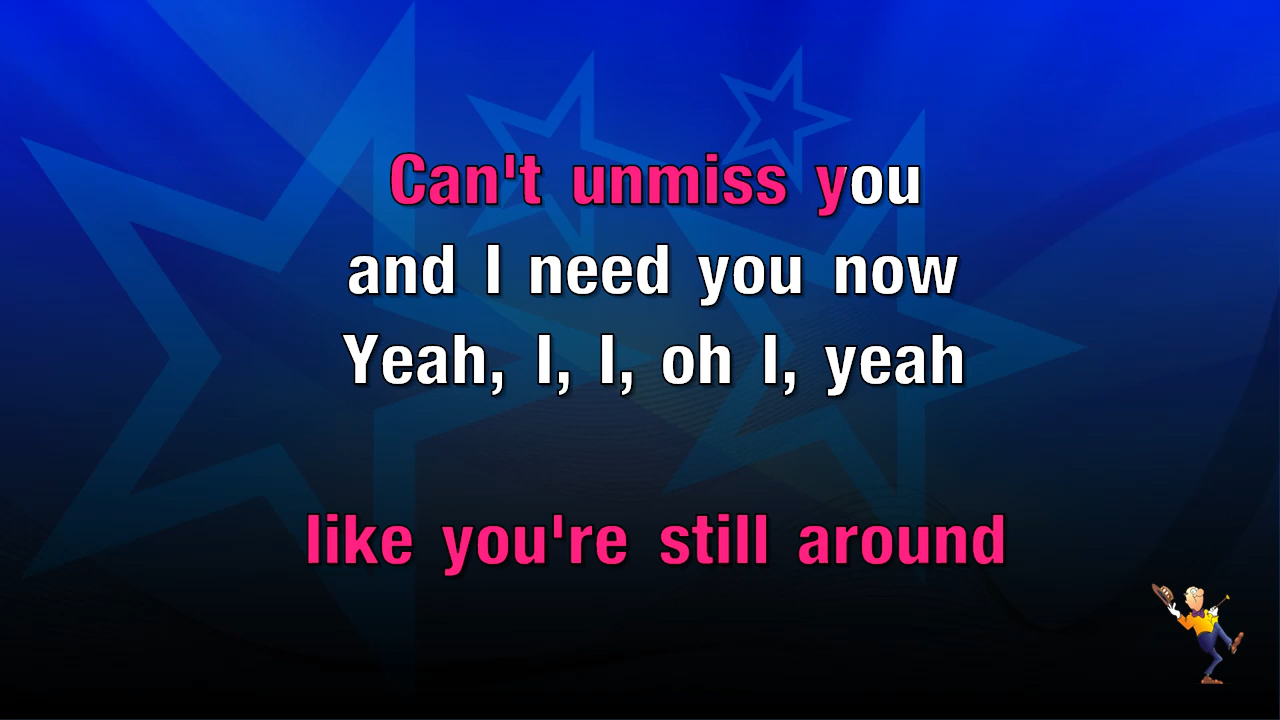 Can't unmiss you
and I need you now
Yeah, I, I, oh I, yeah
like you're still around